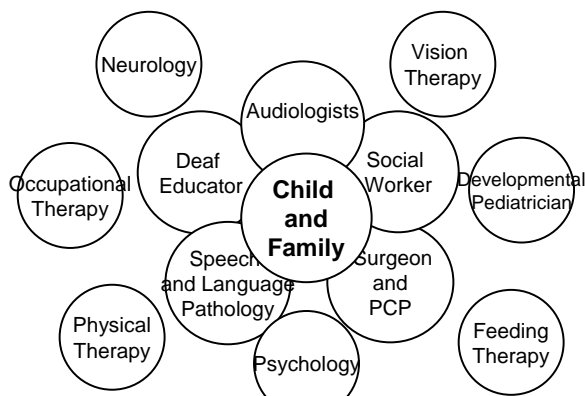 Neurology
Vision
Therapy
Audiologists
Deaf
Educator
Social
Worker
Occupational
Therapy
Child
and
Family
Developmental
Pediatrician
Speech
and Language
Pathology
Surgeon
and
PCP
Physical
Therapy
Psychology
Feeding
Therapy